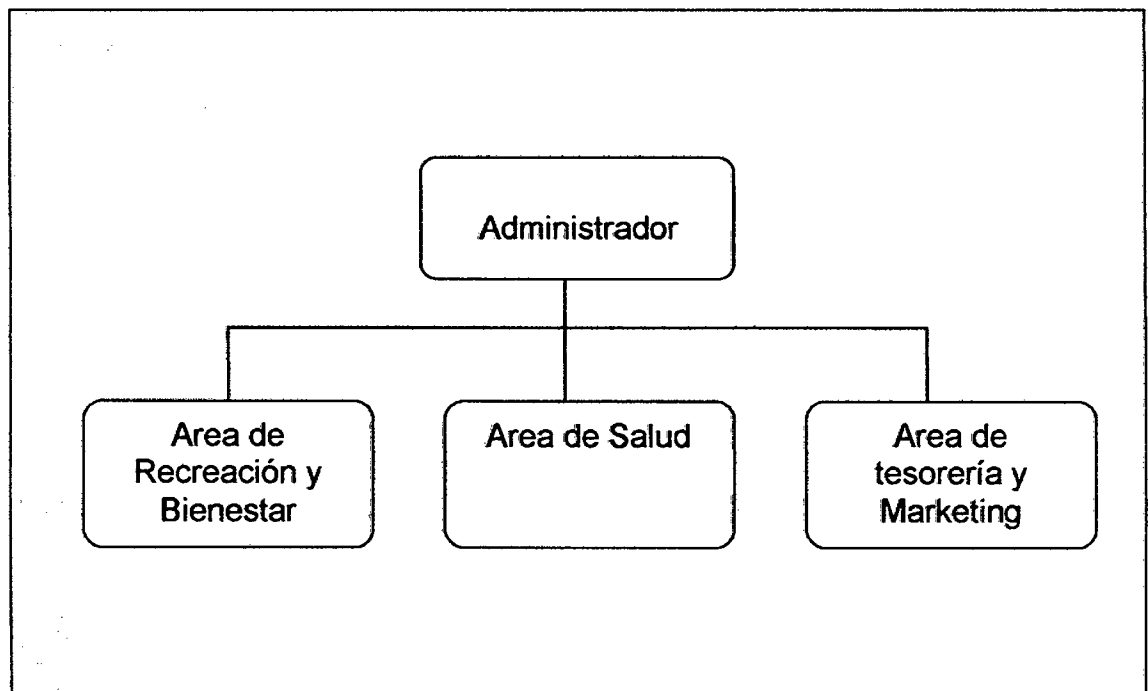 Administrador
Area de
Recreación y
Bienestar
Area de Salud
Area de
tesorería y
Marketing